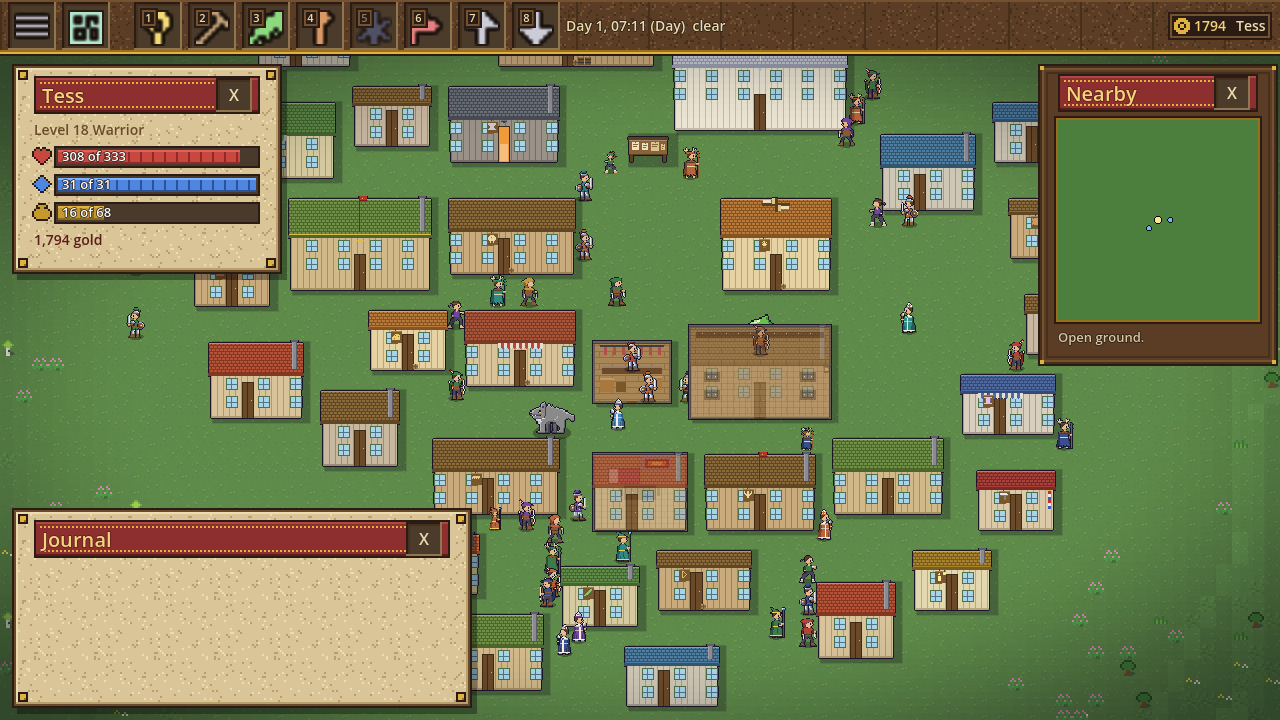 1
2
3
4
5
6
7
8
Day 1, 07:11 (Day) clear
1794 Tess
Tess
X
Level 18 Warrior
308 of 333
31 of 31
16 of 68
1,794 gold
Nearby
X
Open ground.
Journal
X